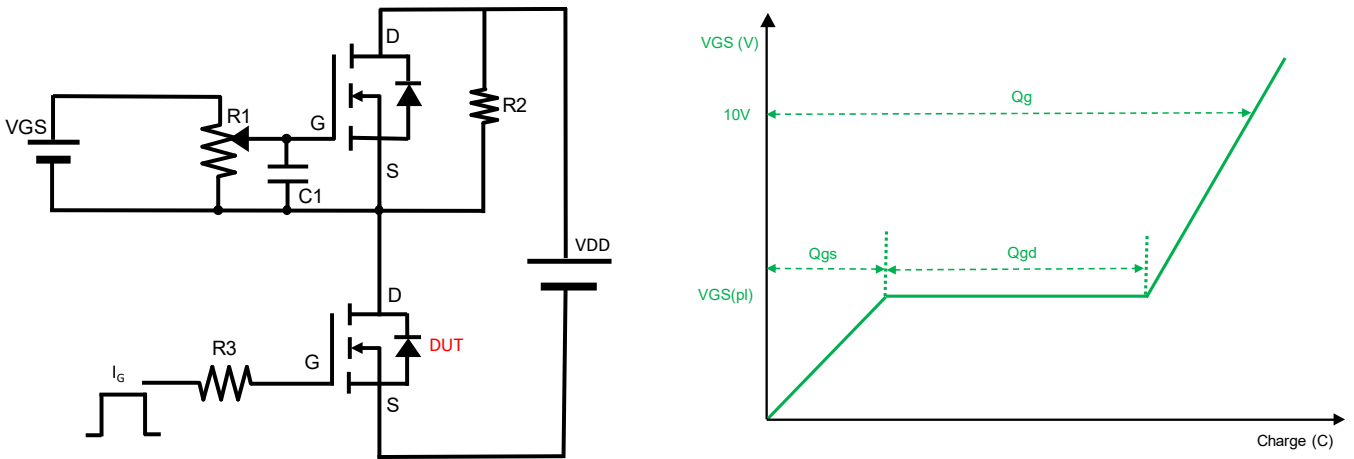 D
R1
VGS
G
R2
C1
S
VDD
D
R3
G
DUT
IG
S
VGS (V)
Qg
10V
Qgs
Qgd
VGS(pl)
Charge (C)